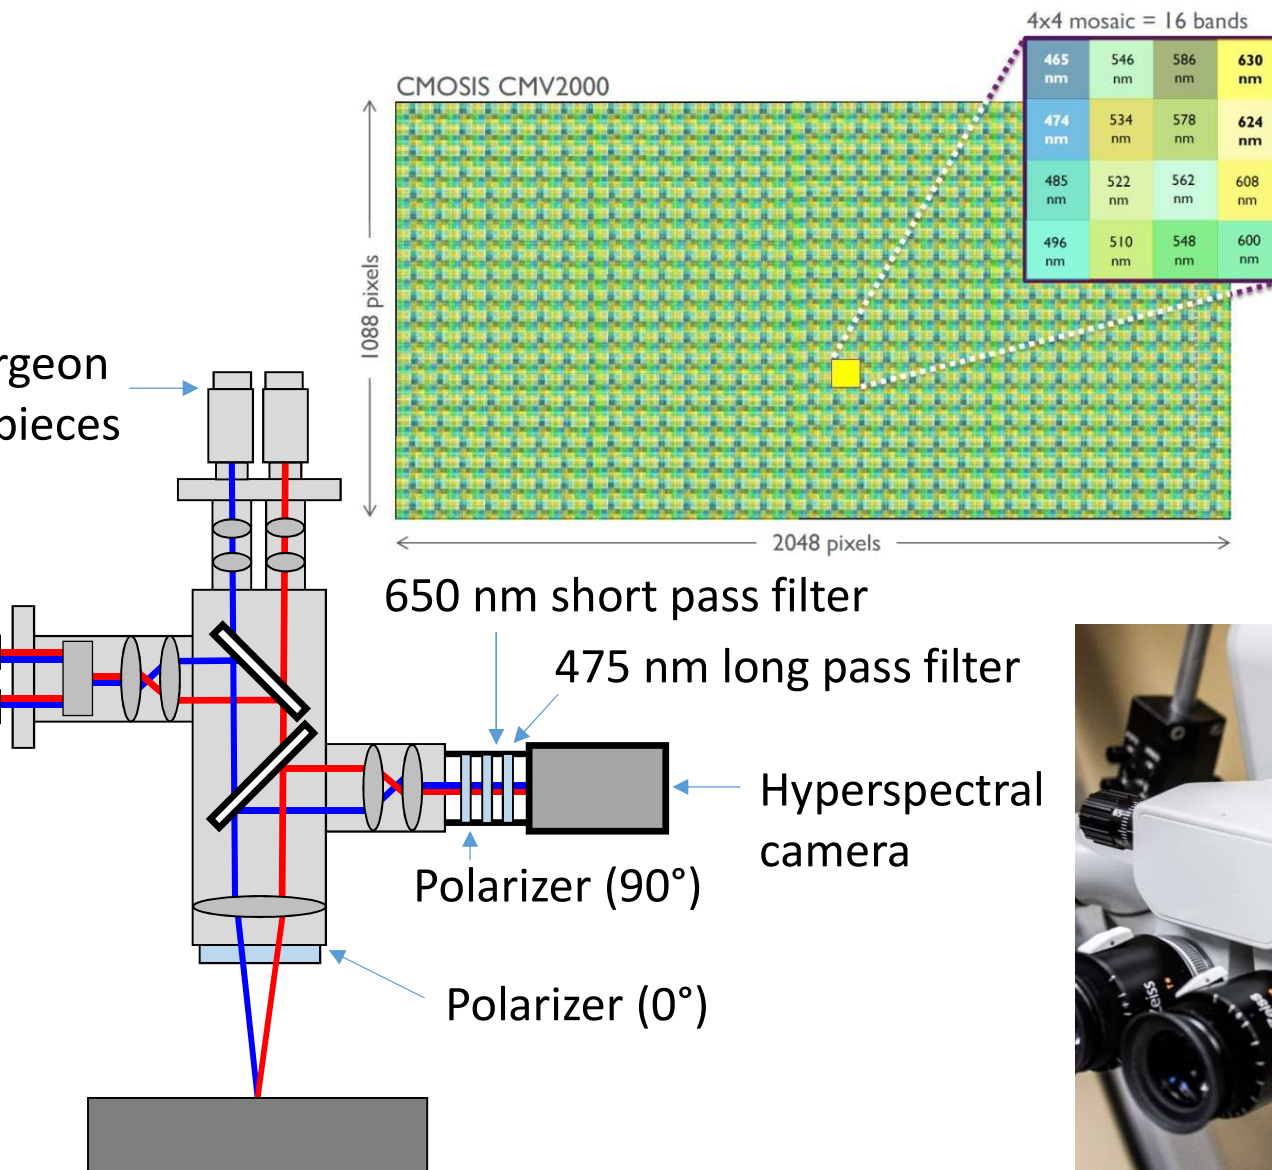 4x4 mosaic = 16 bands
CMOSIS CMV2000
465 nm
546 nm
586 nm
630 nm
474 nm
534 nm
578 nm
624 nm
485 nm
522 nm
562 nm
608 nm
496 nm
510 nm
548 nm
600 nm
1088 pixels
2048 pixels
rgeon
pieces
650 nm short pass filter
475 nm long pass filter
Hyperspectral
camera
Polarizer (90°)
Polarizer (0°)
Zeiss
Zeiss